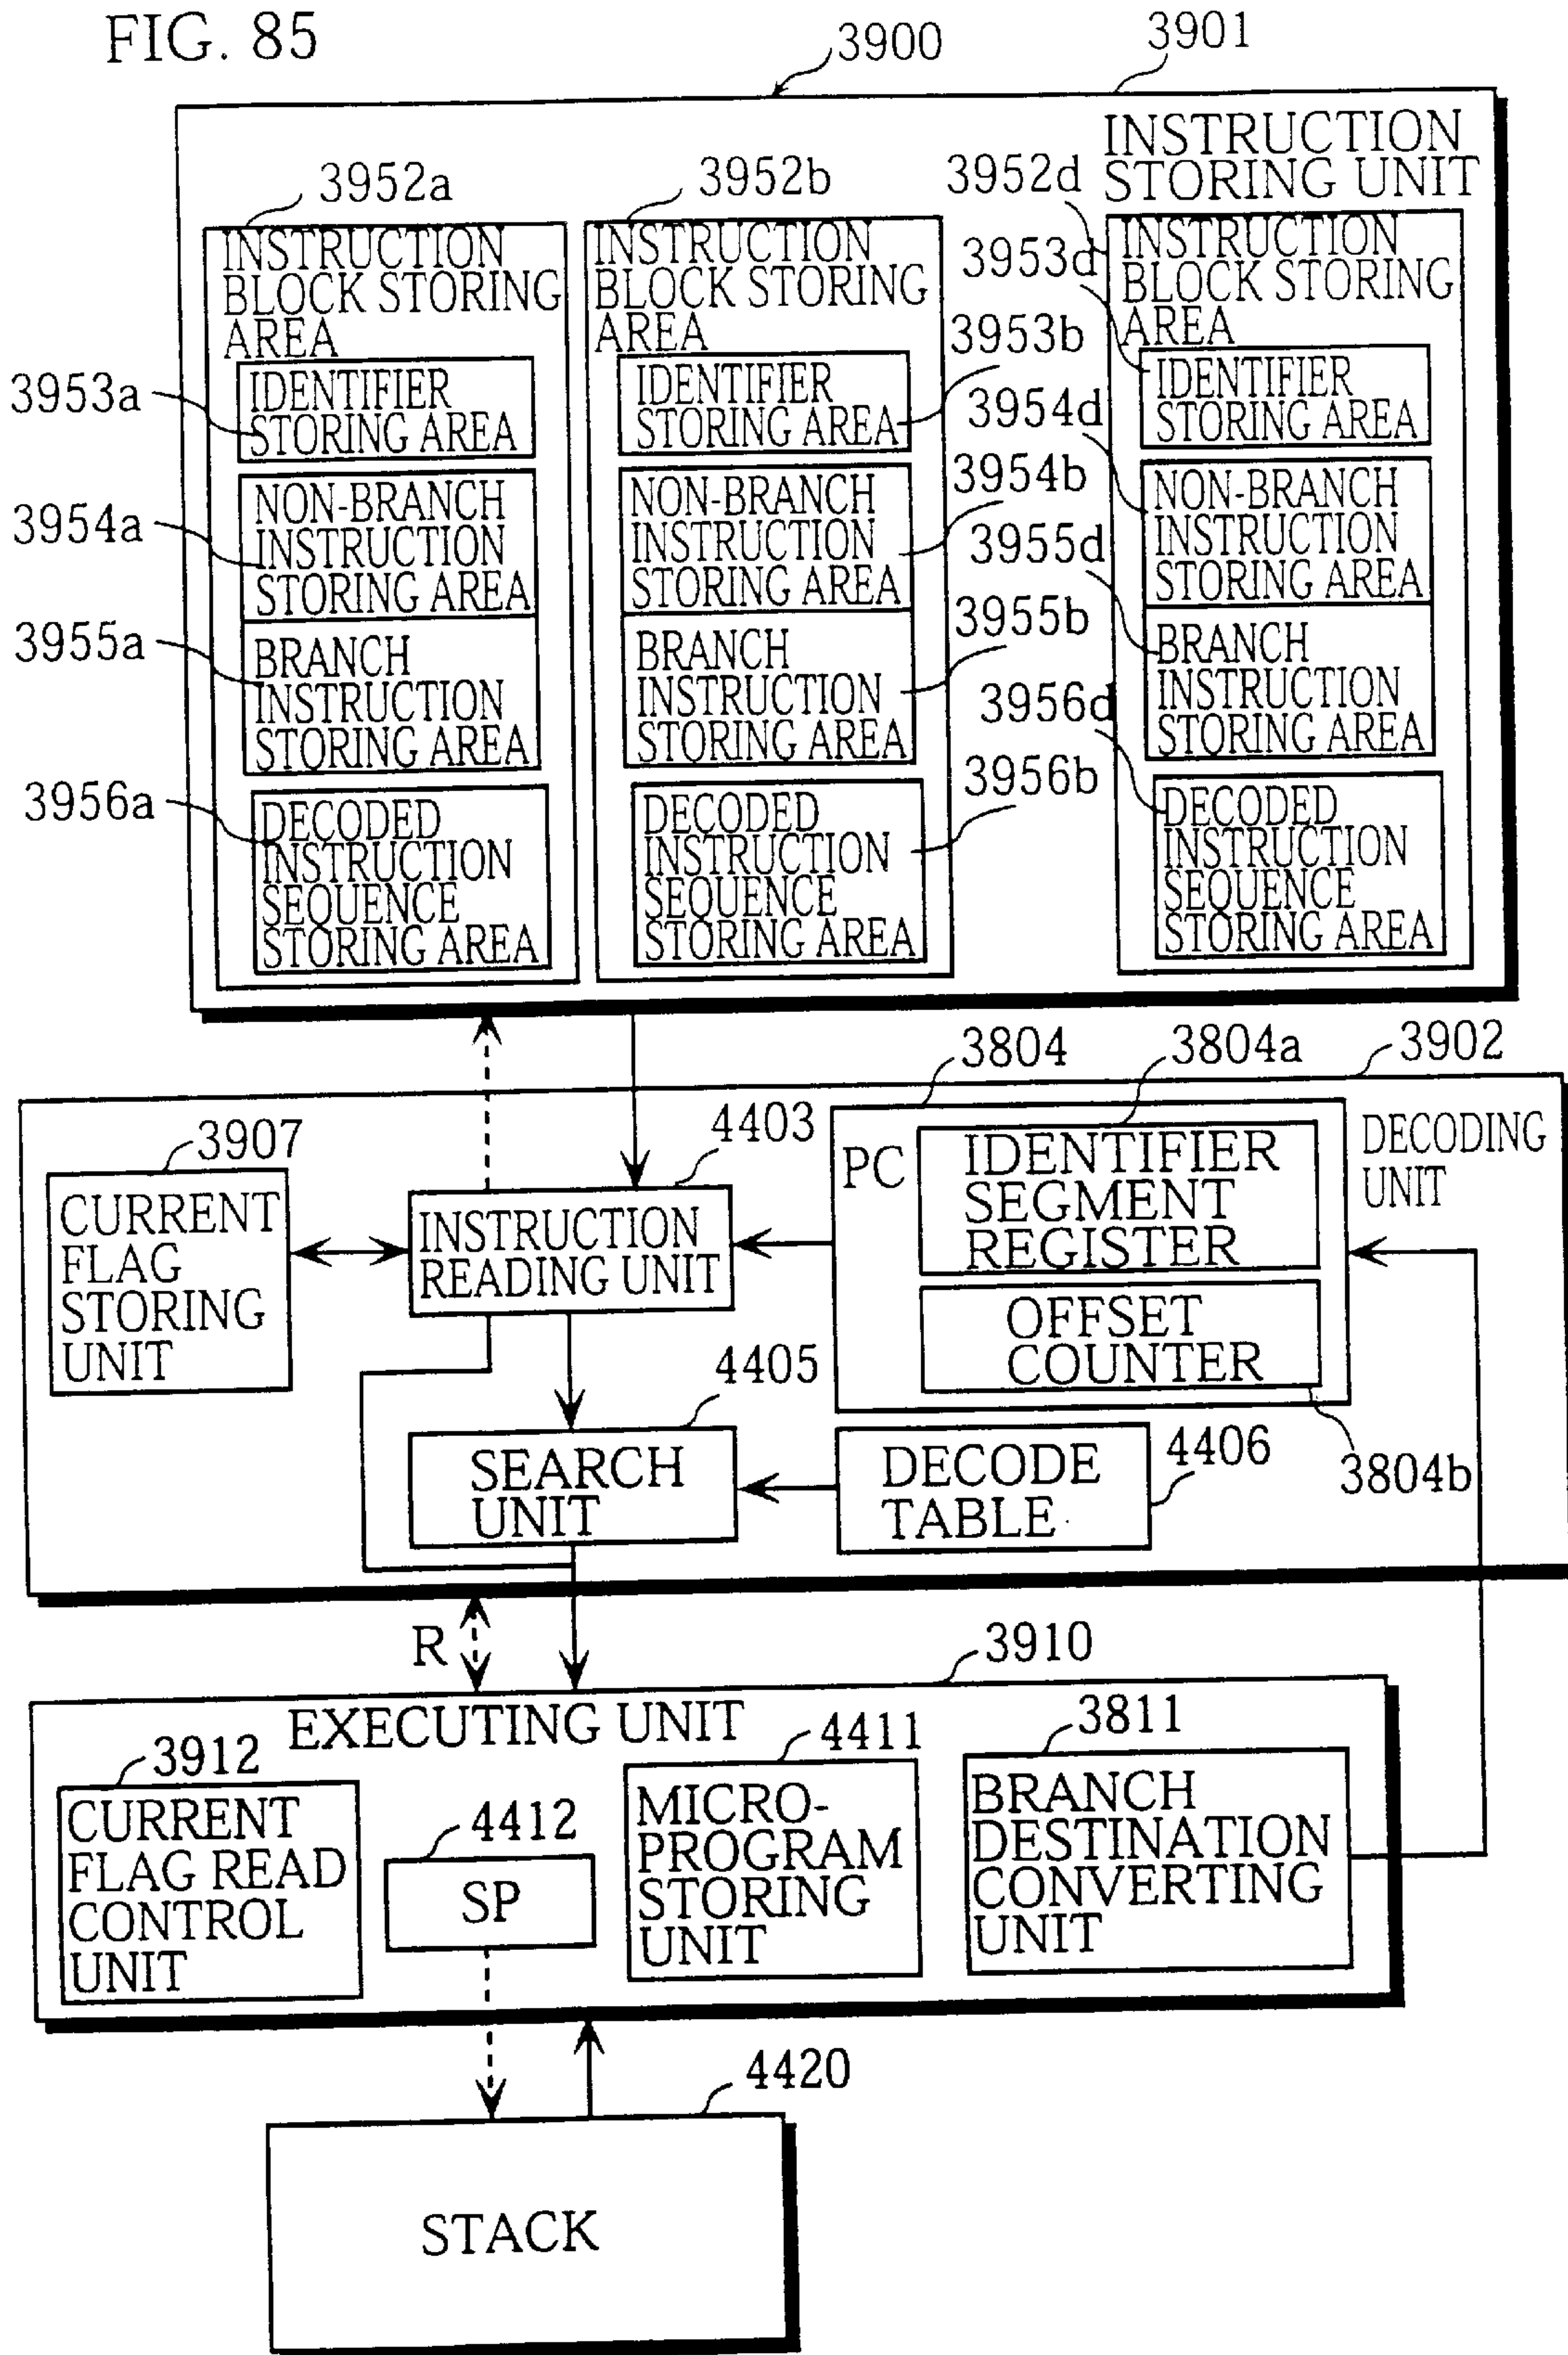 FIG. 85
3900
3901
INSTRUCTION
STORING UNIT
3952a
3952b
3952d
INSTRUCTION
BLOCK STORING
AREA
INSTRUCTION
BLOCK STORING
AREA
INSTRUCTION
BLOCK STORING
AREA
3953a
IDENTIFIER
STORING AREA
3953b
IDENTIFIER
STORING AREA
3953d
IDENTIFIER
STORING AREA
3954a
NON-BRANCH
INSTRUCTION
STORING AREA
3954b
NON-BRANCH
INSTRUCTION
STORING AREA
3954d
NON-BRANCH
INSTRUCTION
STORING AREA
3955a
BRANCH
INSTRUCTION
STORING AREA
3955b
BRANCH
INSTRUCTION
STORING AREA
3955d
BRANCH
INSTRUCTION
STORING AREA
3956a
DECODED
INSTRUCTION
SEQUENCE
STORING AREA
3956b
DECODED
INSTRUCTION
SEQUENCE
STORING AREA
3956d
DECODED
INSTRUCTION
SEQUENCE
STORING AREA
3902
DECODING
UNIT
3907
CURRENT
FLAG
STORING
UNIT
4403
INSTRUCTION
READING UNIT
3804
PC
3804a
IDENTIFIER
SEGMENT
REGISTER
OFFSET
COUNTER
3804b
4405
SEARCH
UNIT
DECODE
TABLE
4406
R
3910
EXECUTING UNIT
3912
CURRENT
FLAG READ
CONTROL
UNIT
4412
SP
4411
MICRO-
PROGRAM
STORING
UNIT
3811
BRANCH
DESTINATION
CONVERTING
UNIT
4420
STACK